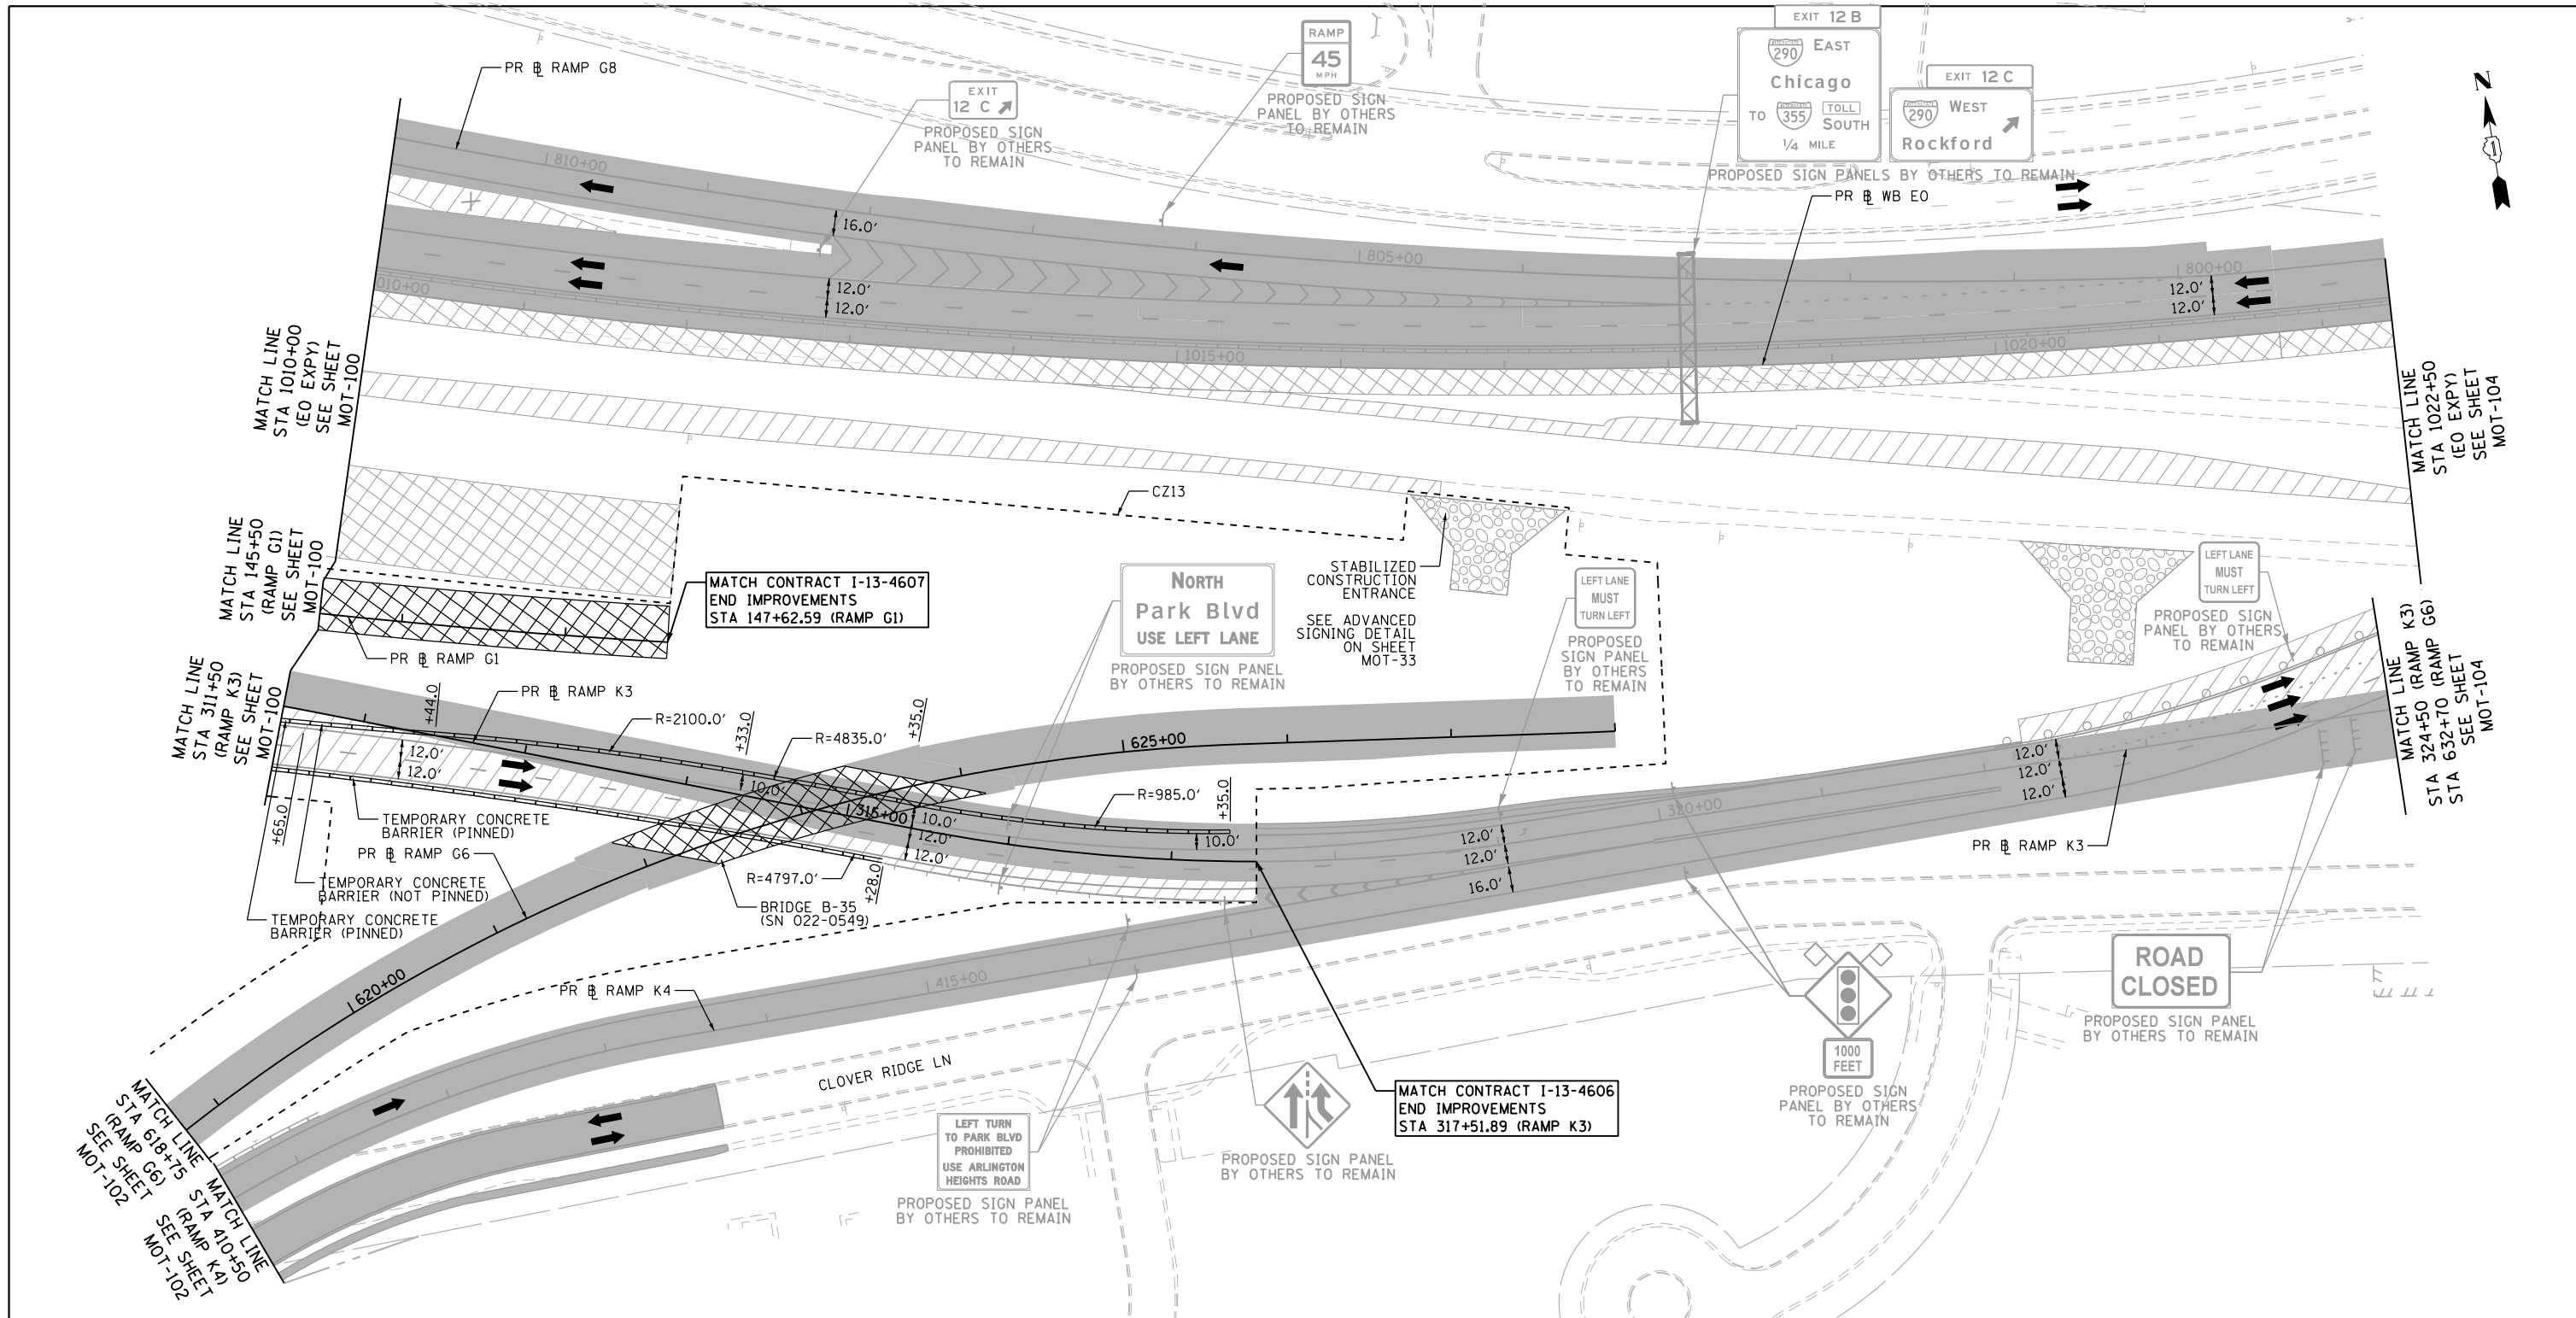 EXIT 12 B
INTERSTATE 290 EAST
Chicago
TO INTERSTATE 355 TOLL SOUTH
1/4 MILE
EXIT 12 C
INTERSTATE 290 WEST
Rockford
PROPOSED SIGN PANELS BY OTHERS TO REMAIN
RAMP
45
MPH
PROPOSED SIGN
PANEL BY OTHERS
TO REMAIN
EXIT
12 C
PROPOSED SIGN
PANEL BY OTHERS
TO REMAIN
PR BL RAMP G8
PR BL WB EO
N
1
810+00
805+00
800+00
16.0'
12.0'
12.0'
12.0'
12.0'
010+00
1015+00
1020+00
MATCH LINE
STA 1010+00
(EO EXPY)
SEE SHEET
MOT-100
MATCH LINE
STA 1022+50
(EO EXPY)
SEE SHEET
MOT-104
CZ13
MATCH LINE
STA 145+50
(RAMP G1)
SEE SHEET
MOT-100
MATCH CONTRACT I-13-4607
END IMPROVEMENTS
STA 147+62.59 (RAMP G1)
PR BL RAMP G1
NORTH
Park Blvd
USE LEFT LANE
PROPOSED SIGN PANEL
BY OTHERS TO REMAIN
STABILIZED
CONSTRUCTION
ENTRANCE
SEE ADVANCED
SIGNING DETAIL
ON SHEET
MOT-33
LEFT LANE
MUST
TURN LEFT
PROPOSED
SIGN PANEL
BY OTHERS
TO REMAIN
LEFT LANE
MUST
TURN LEFT
PROPOSED SIGN
PANEL BY OTHERS
TO REMAIN
MATCH LINE
STA 324+50 (RAMP K3)
STA 632+70 (RAMP G6)
SEE SHEET
MOT-104
MATCH LINE
STA 311+50
(RAMP K3)
SEE SHEET
MOT-100
+44.0
PR BL RAMP K3
R=2100.0'
+33.0
R=4835.0'
+35.0
625+00
12.0'
12.0'
10.0'
315+00
10.0'
12.0'
12.0'
R=985.0'
+35.0
10.0'
+65.0
TEMPORARY CONCRETE
BARRIER (PINNED)
PR BL RAMP G6
TEMPORARY CONCRETE
BARRIER (NOT PINNED)
TEMPORARY CONCRETE
BARRIER (PINNED)
R=4797.0'
+28.0
BRIDGE B-35
(SN 022-0549)
12.0'
12.0'
16.0'
320+00
12.0'
12.0'
12.0'
PR BL RAMP K3
620+00
PR BL RAMP K4
415+00
CLOVER RIDGE LN
MATCH LINE
STA 618+75
(RAMP G6)
SEE SHEET
MOT-102
MATCH LINE
STA 410+50
(RAMP K4)
SEE SHEET
MOT-102
LEFT TURN
TO PARK BLVD
PROHIBITED
USE ARLINGTON
HEIGHTS ROAD
PROPOSED SIGN PANEL
BY OTHERS TO REMAIN
PROPOSED SIGN PANEL
BY OTHERS TO REMAIN
MATCH CONTRACT I-13-4606
END IMPROVEMENTS
STA 317+51.89 (RAMP K3)
1000
FEET
PROPOSED SIGN
PANEL BY OTHERS
TO REMAIN
ROAD
CLOSED
PROPOSED SIGN PANEL
BY OTHERS TO REMAIN